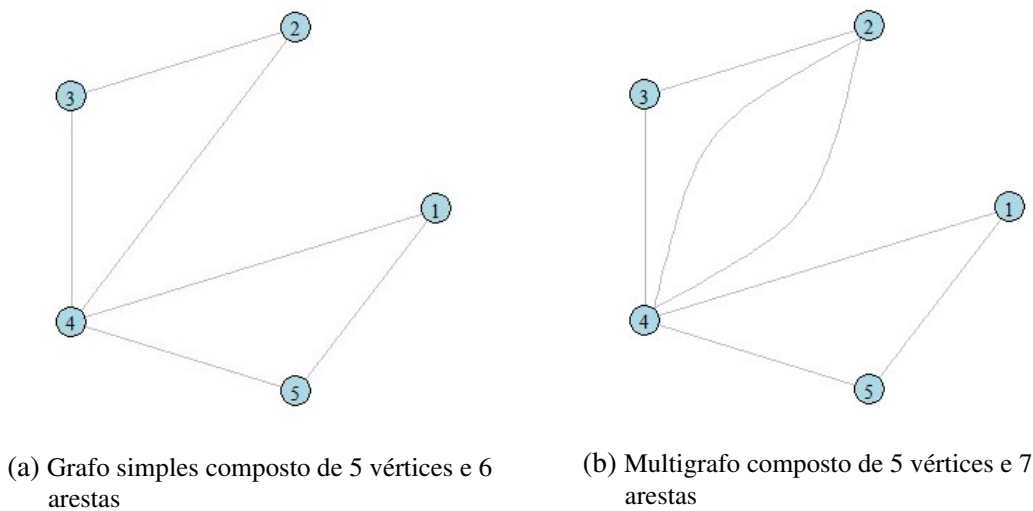 2
3
1
4
5
(a) Grafo simples composto de 5 vértices e 6
arestas
2
3
1
4
5
(b) Multigrafo composto de 5 vértices e 7
arestas